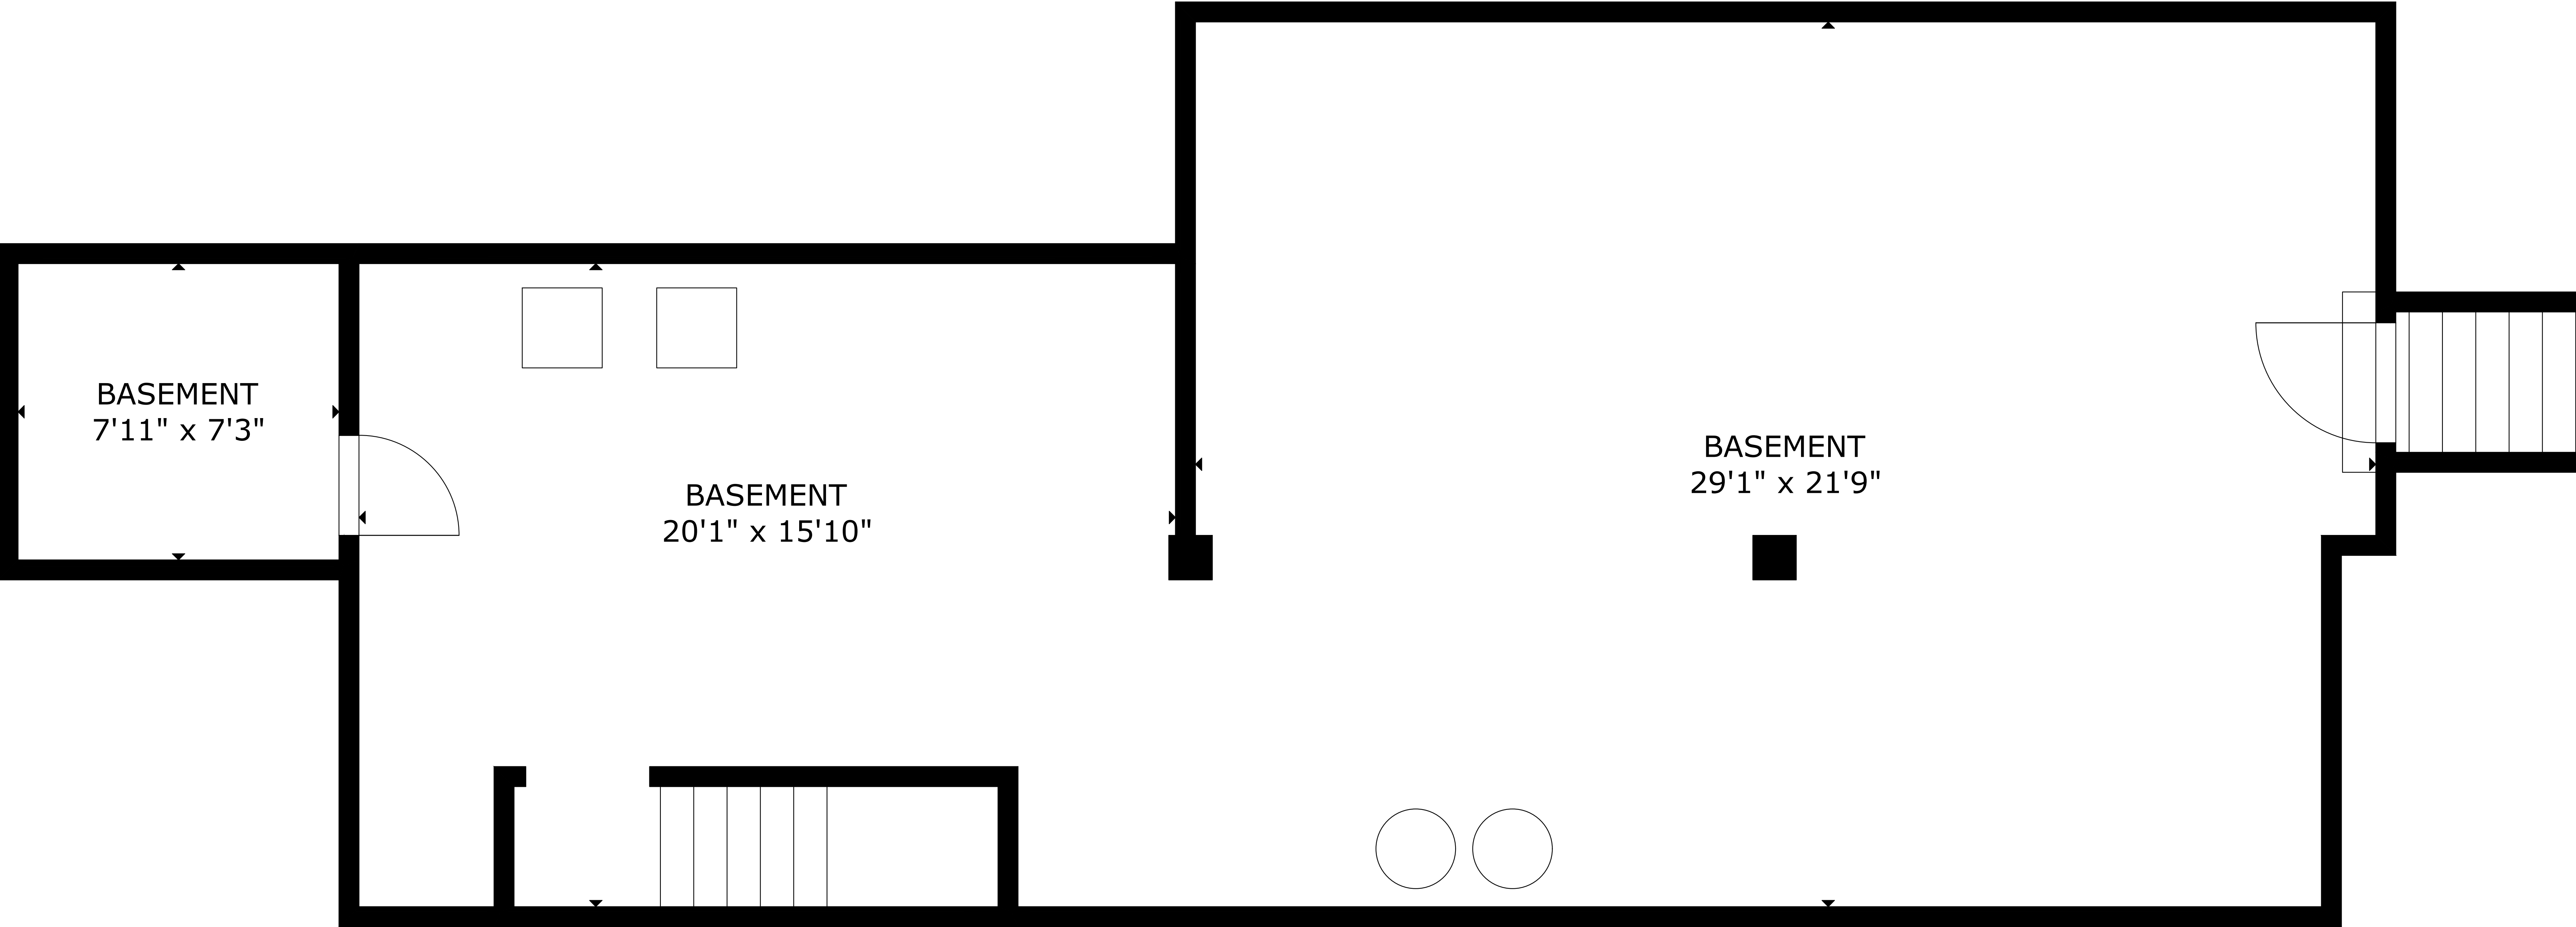 BASEMENT
7'11" x 7'3"
BASEMENT
20'1" x 15'10"
BASEMENT
29'1" x 21'9"